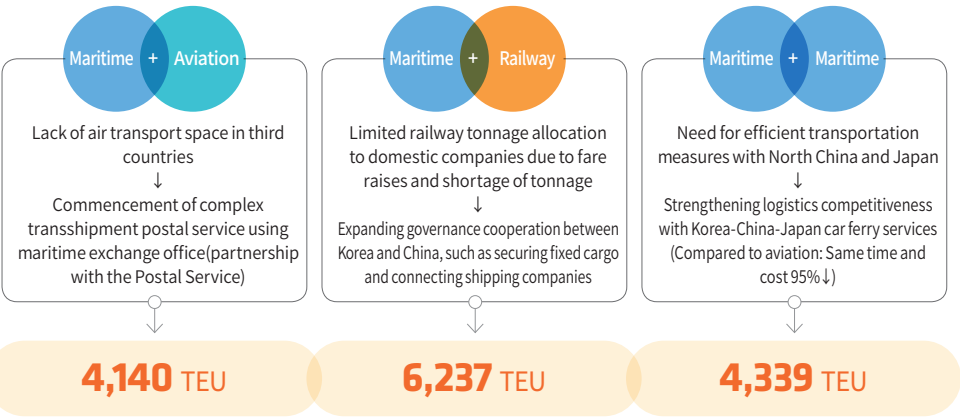 Maritime + Aviation
Lack of air transport space in third
countries
↓
Commencement of complex
transshipment postal service using
maritime exchange office(partnership
with the Postal Service)
4,140 TEU
Maritime + Railway
Limited railway tonnage allocation
to domestic companies due to fare
raises and shortage of tonnage
↓
Expanding governance cooperation between
Korea and China, such as securing fixed cargo
and connecting shipping companies
6,237 TEU
Maritime + Maritime
Need for efficient transportation
measures with North China and Japan
↓
Strengthening logistics competitiveness
with Korea-China-Japan car ferry services
(Compared to aviation: Same time and
cost 95%↓)
4,339 TEU